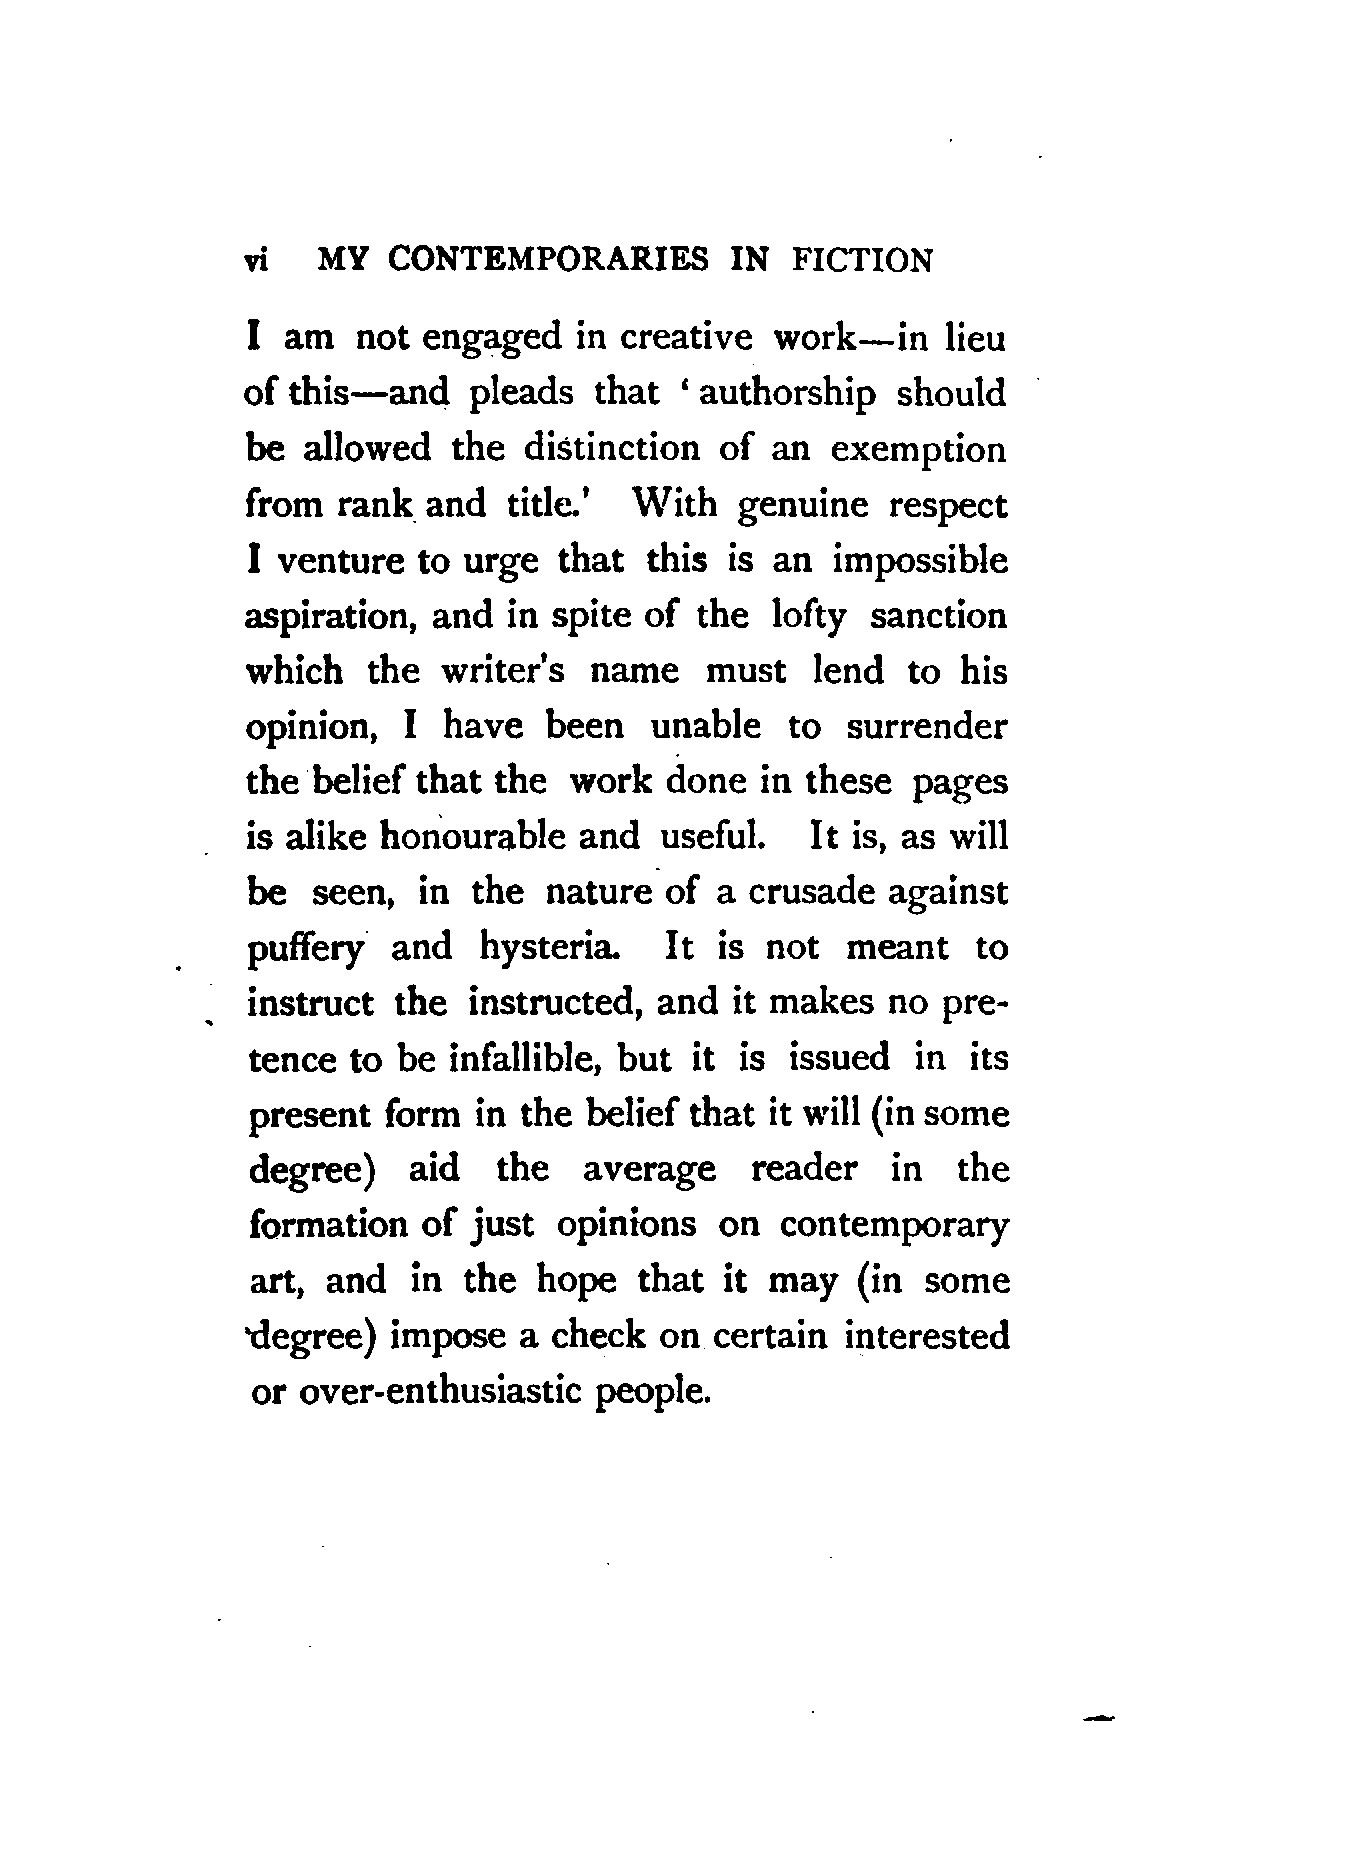 vi MY CONTEMPORARIES IN FICTION
I am not engaged in creative work—in lieu
of this—and pleads that ‘ authorship should
be allowed the distinction of an exemption
from rank and title.’ With genuine respect
I venture to urge that this is an impossible
aspiration, and in spite of the lofty sanction
which the writer’s name must lend to his
opinion, I have been unable to surrender
the belief that the work done in these pages
is alike honourable and useful. It is, as will
be seen, in the nature of a crusade against
puffery and hysteria. It is not meant to
instruct the instructed, and it makes no pre-
tence to be infallible, but it is issued in its
present form in the belief that it will (in some
degree) aid the average reader in the
formation of just opinions on contemporary
art, and in the hope that it may (in some
degree) impose a check on certain interested
or over-enthusiastic people.